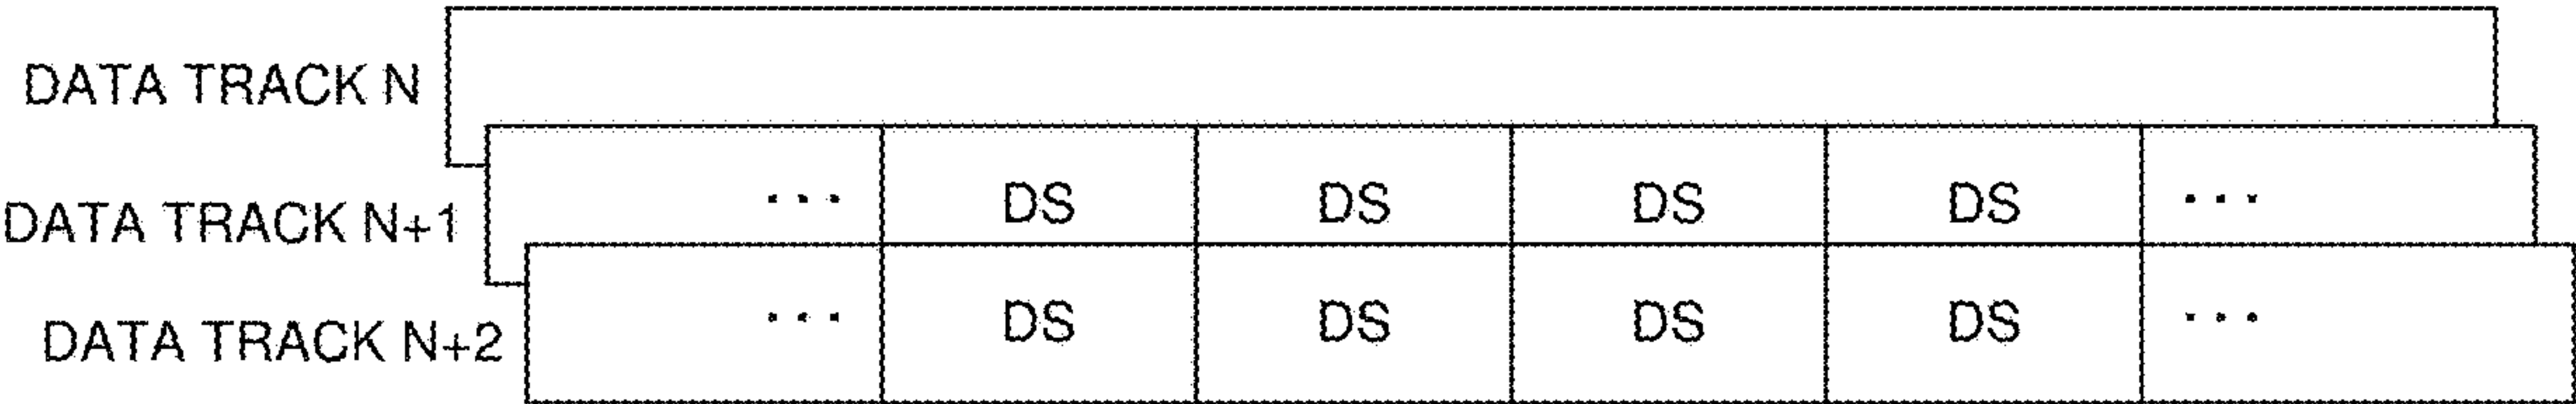 DATA TRACK N
DATA TRACK N+1 ... DS DS DS DS ...
DATA TRACK N+2 ... DS DS DS DS ...